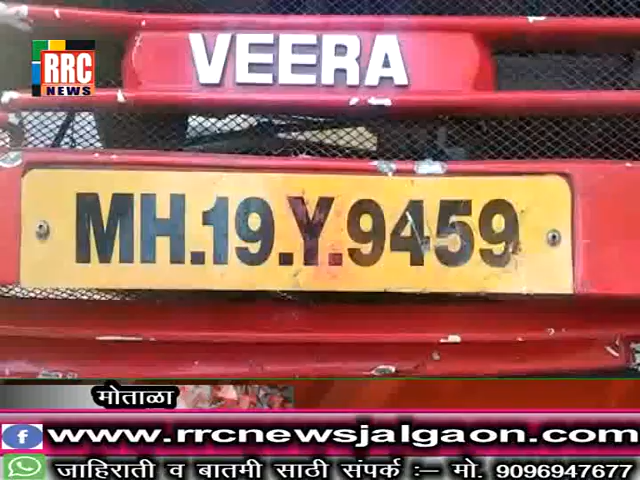 VEERA
RRC
NEWS
MH.19.Y.9459
मोताळा
www.rrcnewsjalgaon.com
जाहिराती व बातमी साठी संपर्क :– मो. 9096947677